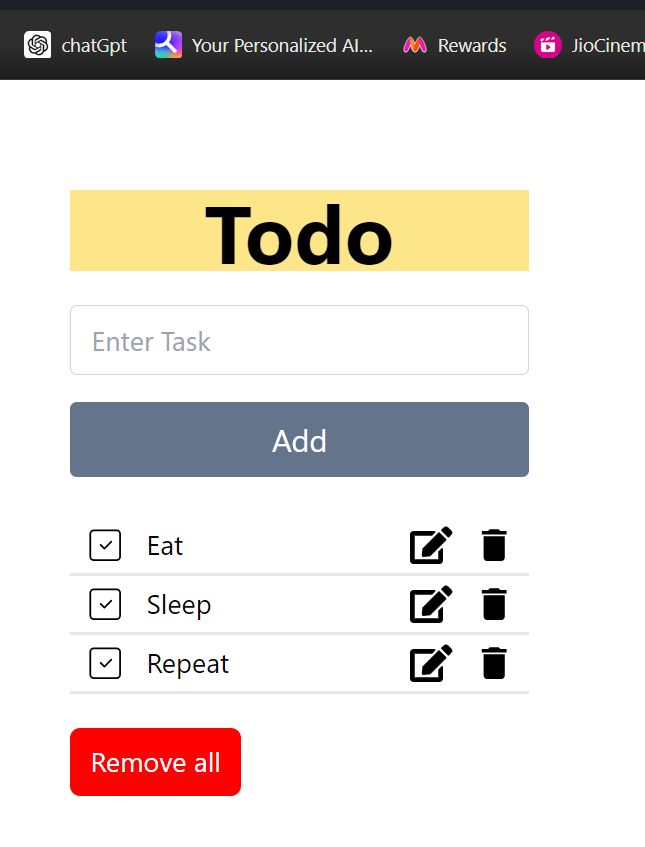 chatGpt Your Personalized AI... Rewards JioCinem
Todo
Enter Task
Add
Eat
Sleep
Repeat
Remove all